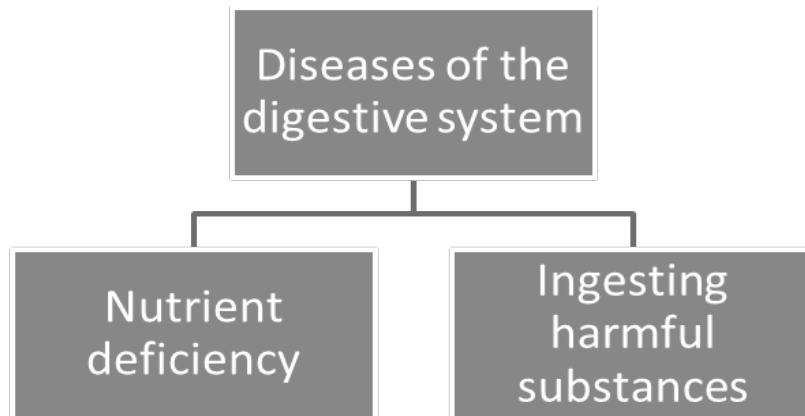 Diseases of the
digestive system
Nutrient
deficiency
Ingesting
harmful
substances